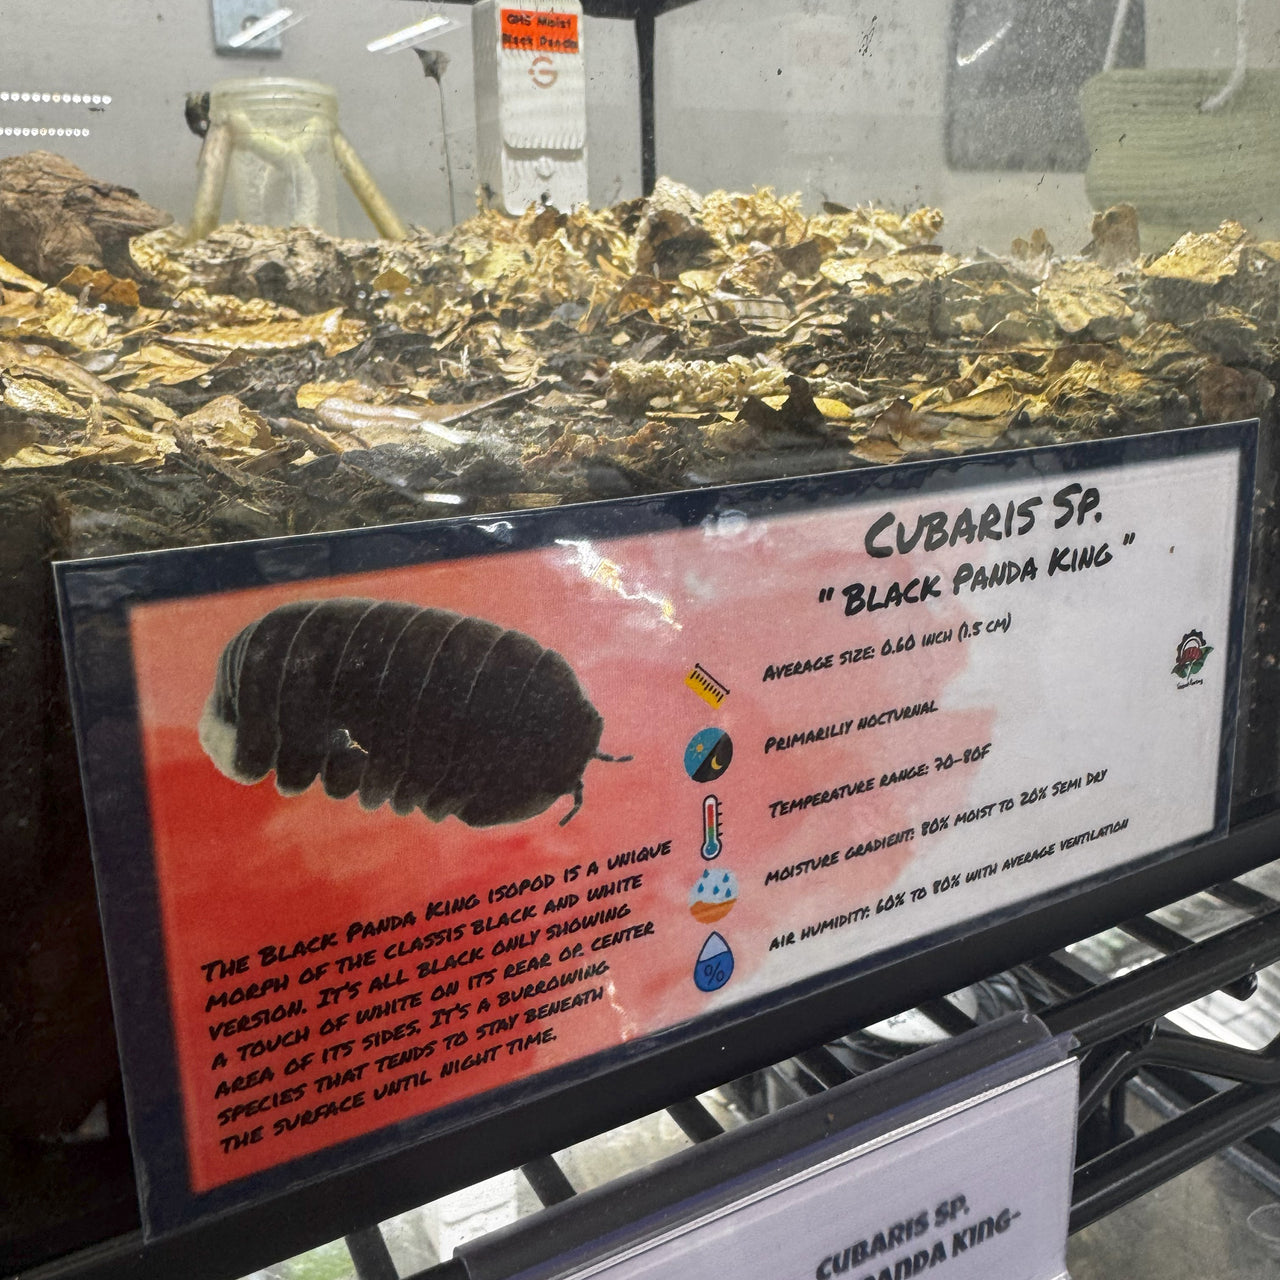 GHS Moist
Black Panda
G
CUBARIS SP.
"BLACK PANDA KING"
AVERAGE SIZE: 0.60 INCH (1.5 CM)
PRIMARILIY NOCTURNAL
TEMPERATURE RANGE: 70-80F
MOISTURE GRADIENT: 80% MOIST TO 20% SEMI DRY
AIR HUMIDITY: 60% TO 80% WITH AVERAGE VENTILATION
%
THE BLACK PANDA KING ISOPOD IS A UNIQUE
MORPH OF THE CLASSIS BLACK AND WHITE
VERSION. IT'S ALL BLACK ONLY SHOWING
A TOUCH OF WHITE ON ITS REAR OR CENTER
AREA OF ITS SIDES. IT'S A BURROWING
SPECIES THAT TENDS TO STAY BENEATH
THE SURFACE UNTIL NIGHT TIME.
CUBARIS SP.
PANDA KING-